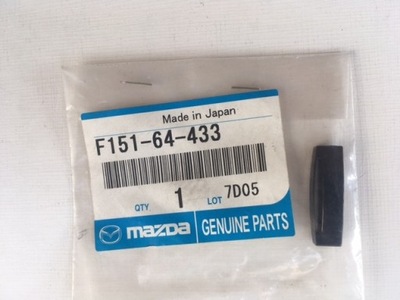 Made in Japan
F151-64-433
QTY 1 LOT 7D05
mazda GENUINE PARTS